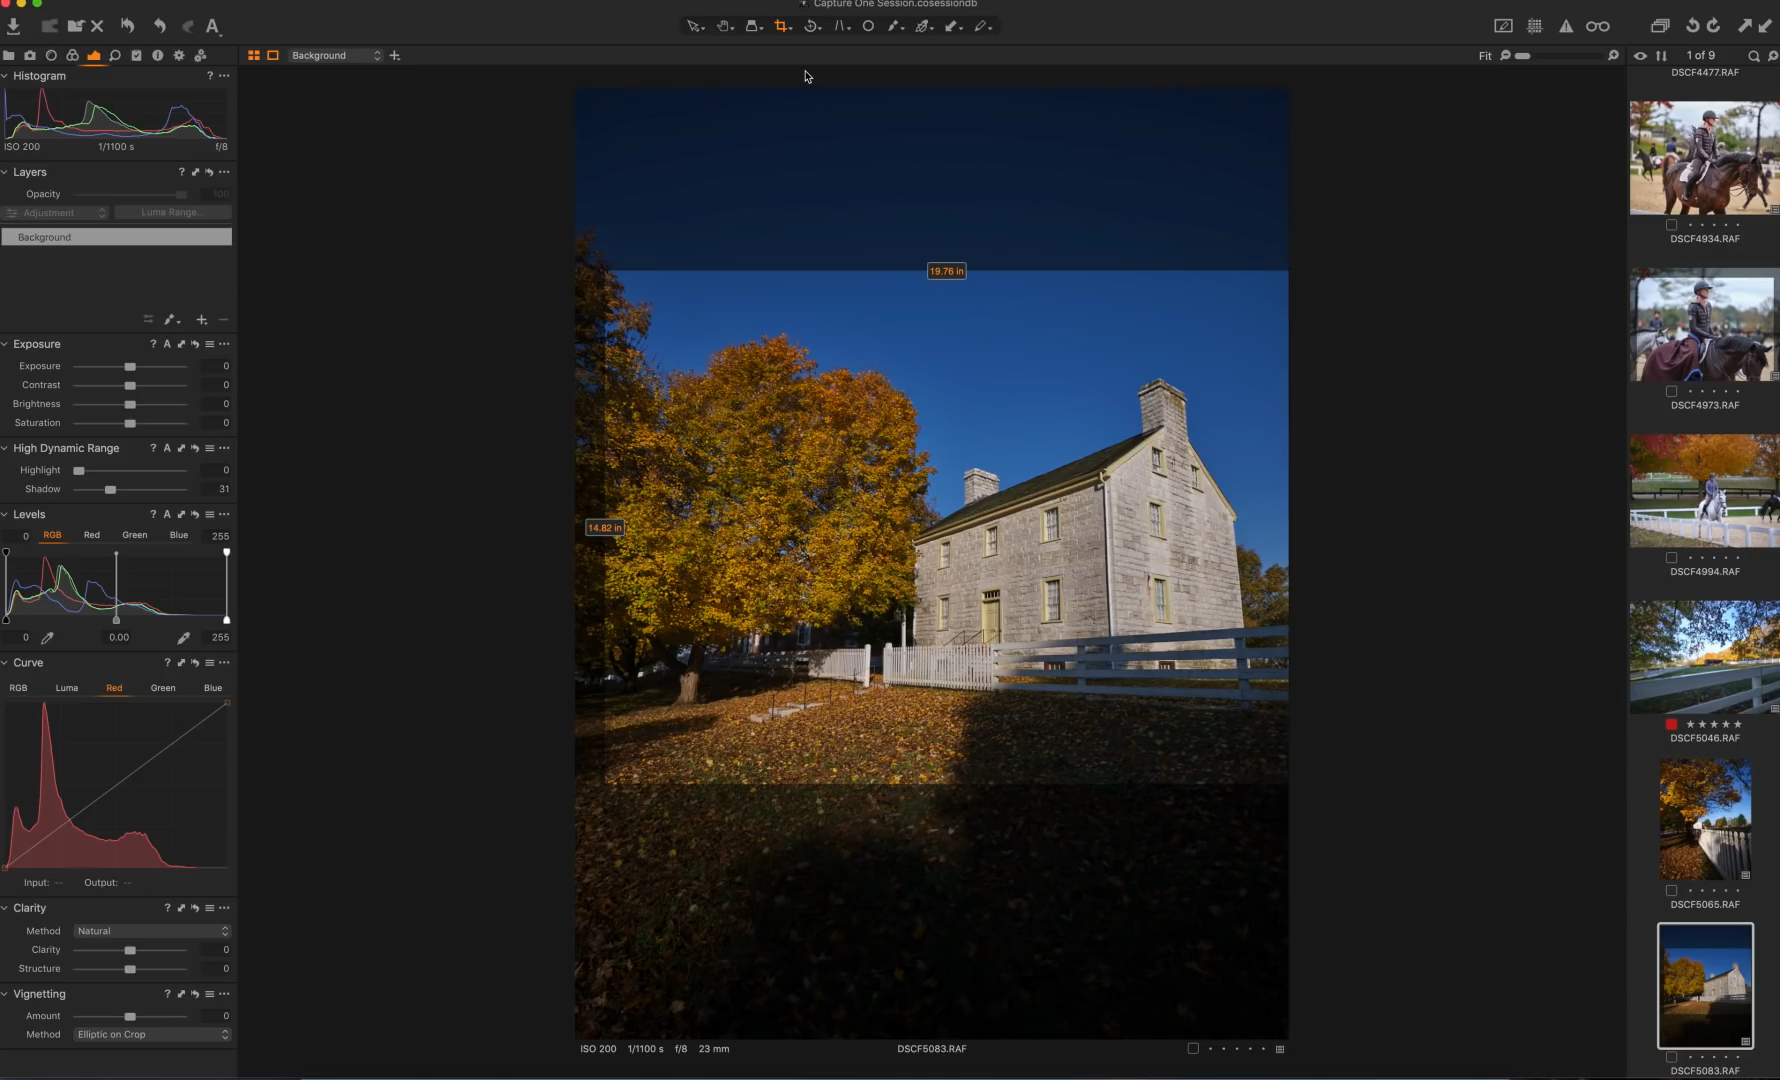 Capture One Session.cosessiondb
A
Background
Fit
1 of 9
Histogram
?
ISO 200 1/1100 s f/8
Layers
?
Opacity 100
Adjustment Luma Range...
Background
Exposure
? A
Exposure 0
Contrast 0
Brightness 0
Saturation 0
High Dynamic Range
? A
Highlight 0
Shadow 31
Levels
? A
0 RGB Red Green Blue 255
0 0.00 255
Curve
?
RGB Luma Red Green Blue
Input: -- Output: --
Clarity
?
Method Natural
Clarity 0
Structure 0
Vignetting
?
Amount 0
Method Elliptic on Crop
19.76 in
14.82 in
ISO 200 1/1100 s f/8 23 mm
DSCF5083.RAF
DSCF4477.RAF
DSCF4934.RAF
DSCF4973.RAF
DSCF4994.RAF
DSCF5046.RAF
DSCF5065.RAF
DSCF5083.RAF